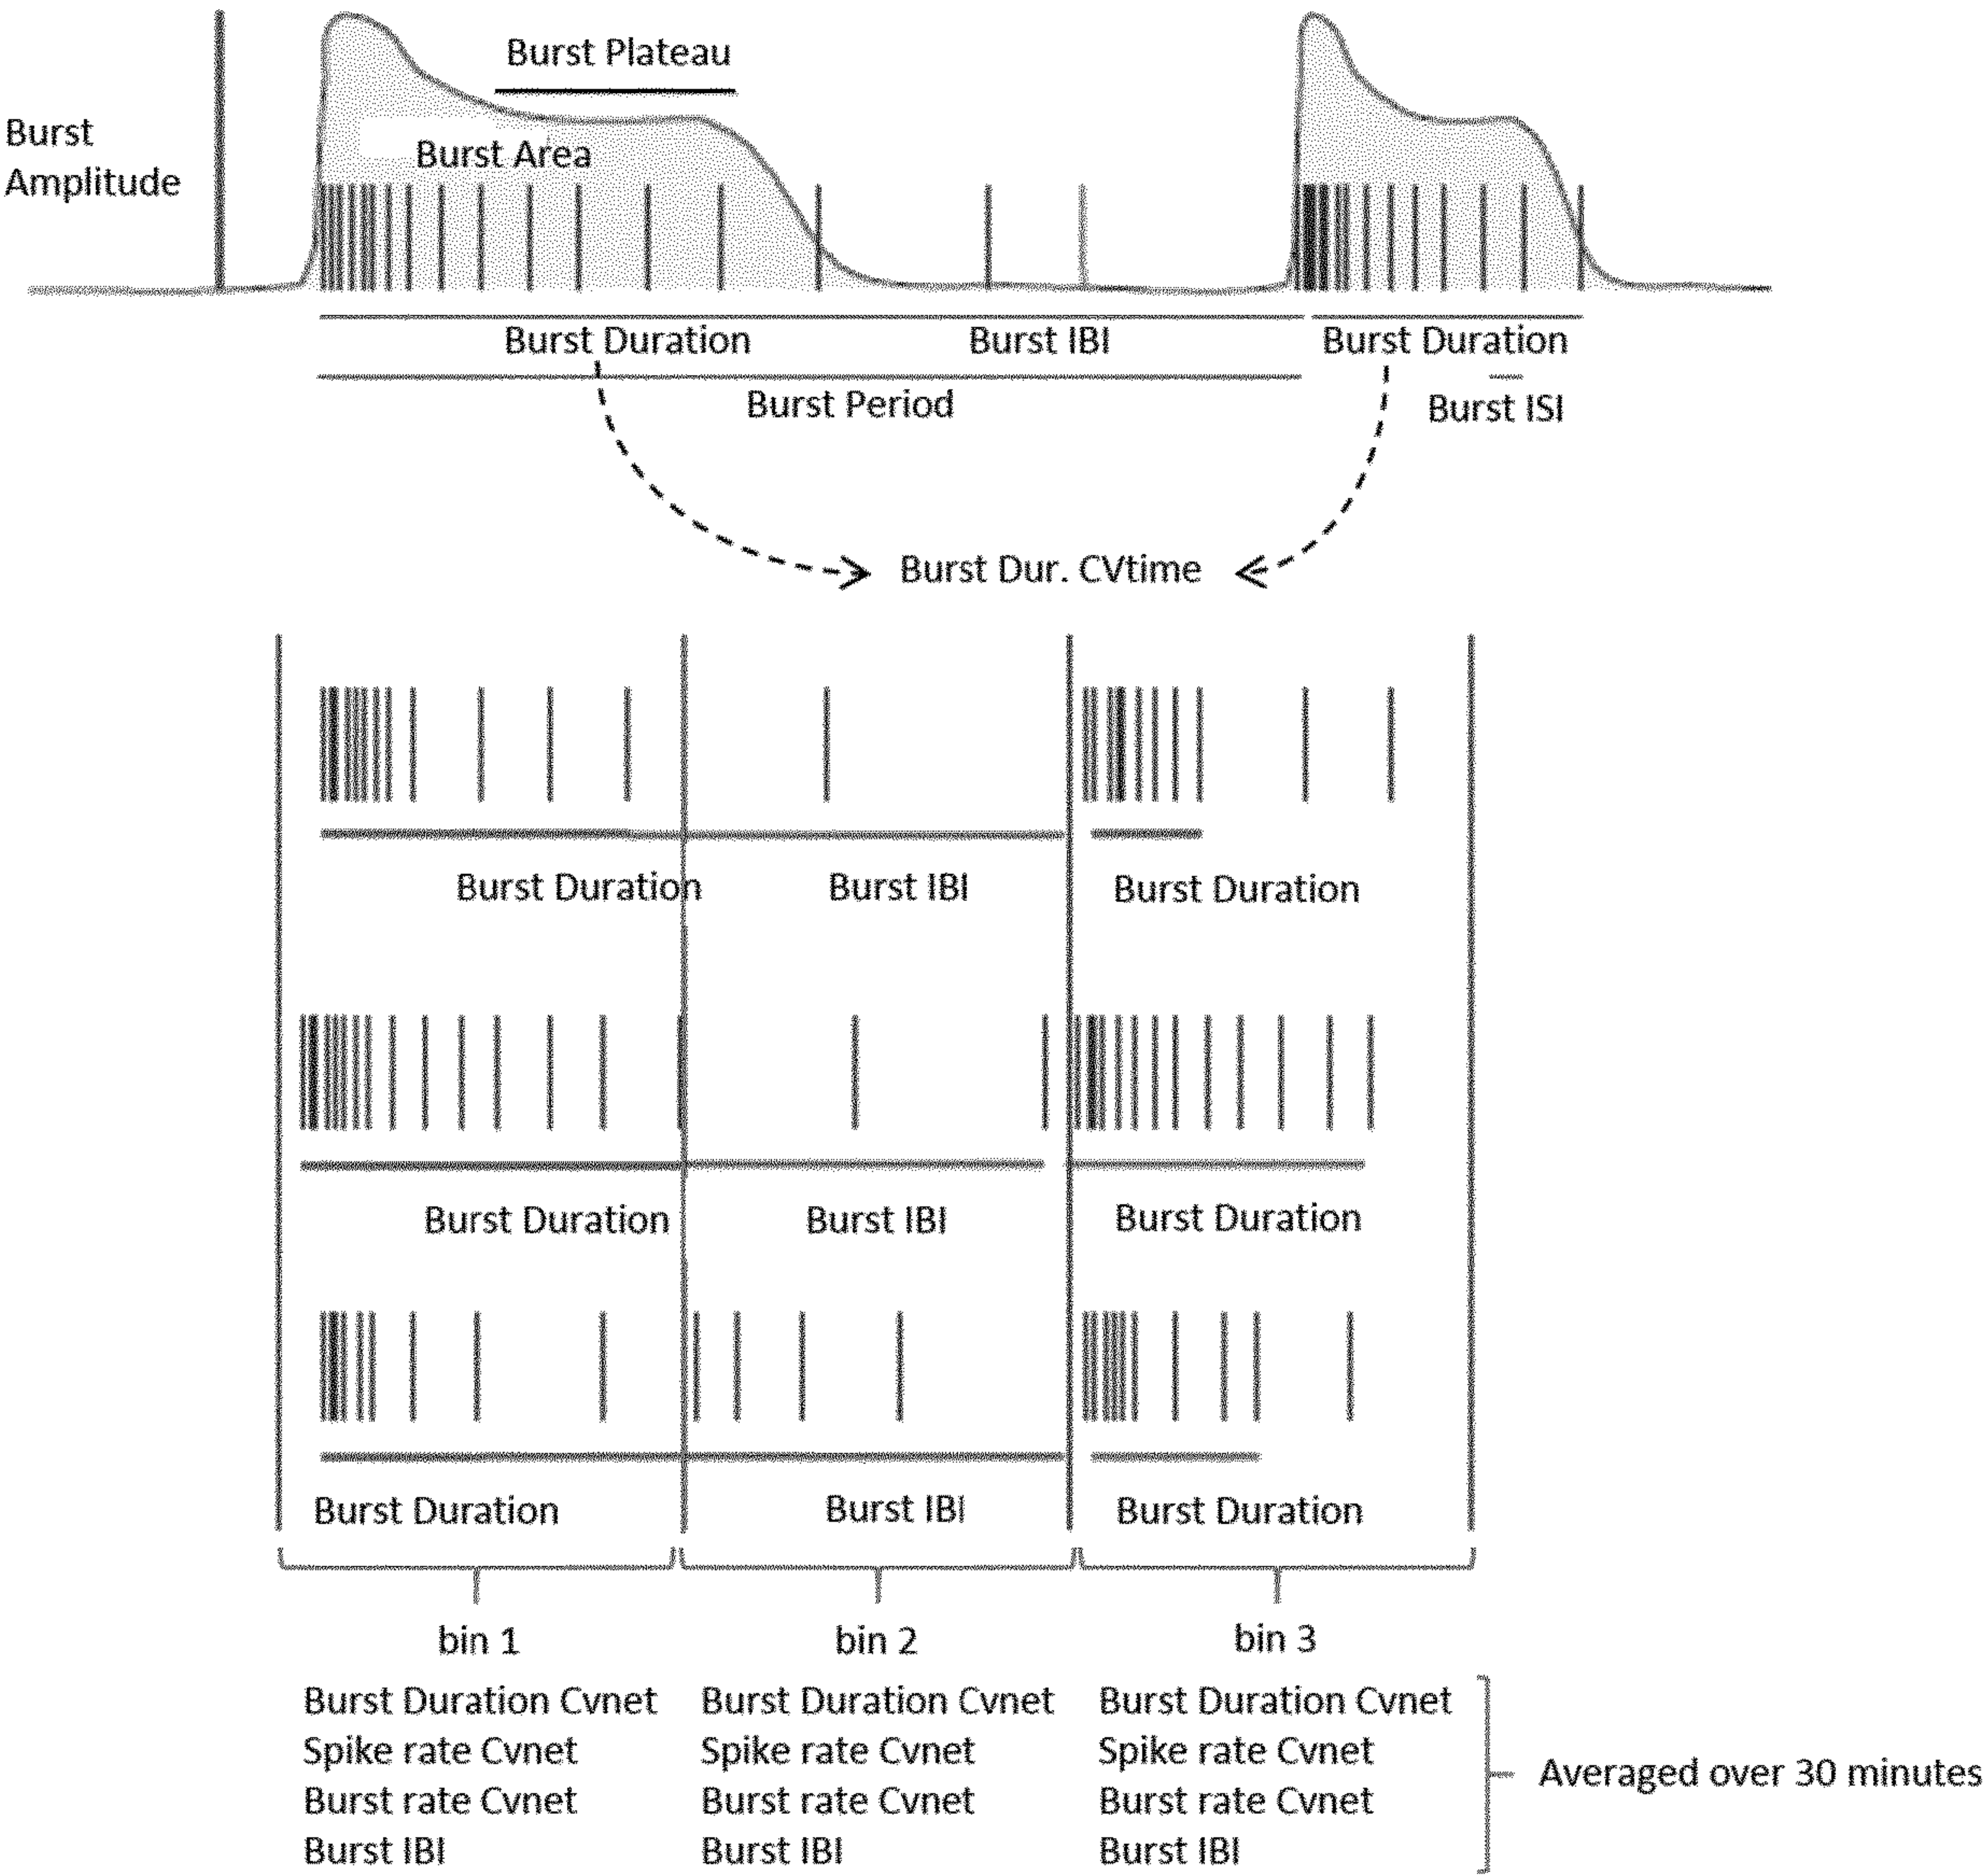 Burst Plateau
Burst
Amplitude
Burst Area
Burst Duration
Burst IBI
Burst Duration
Burst Period
Burst ISI
Burst Dur. CVtime
Burst Duration
Burst IBI
Burst Duration
Burst Duration
Burst IBI
Burst Duration
Burst Duration
Burst IBI
Burst Duration
bin 1
bin 2
bin 3
Burst Duration Cvnet
Burst Duration Cvnet
Burst Duration Cvnet
Spike rate Cvnet
Spike rate Cvnet
Spike rate Cvnet
Averaged over 30 minutes
Burst rate Cvnet
Burst rate Cvnet
Burst rate Cvnet
Burst IBI
Burst IBI
Burst IBI